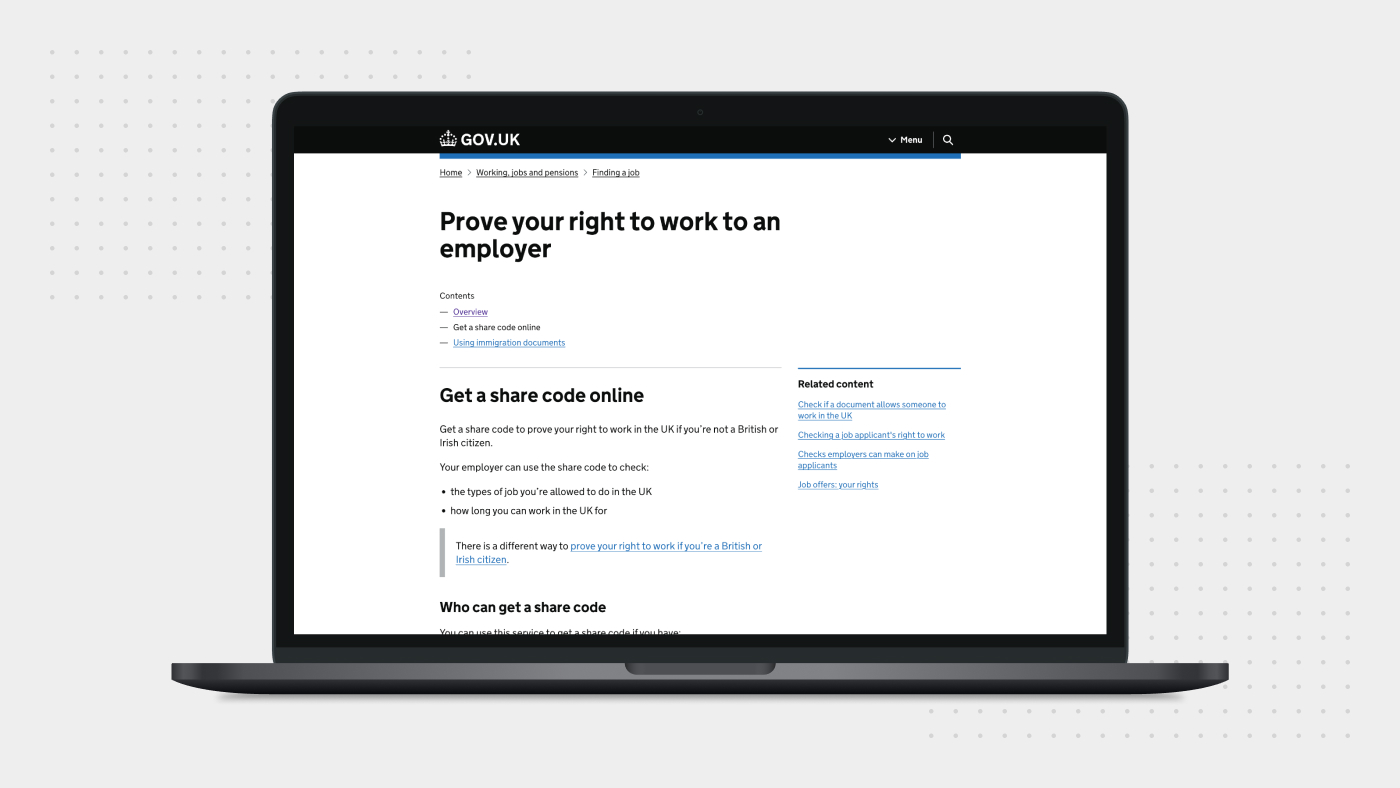 GOV.UK
Menu
Home > Working, jobs and pensions > Finding a job
Prove your right to work to an
employer
Contents
— Overview
— Get a share code online
— Using immigration documents
Get a share code online
Get a share code to prove your right to work in the UK if you're not a British or
Irish citizen.
Your employer can use the share code to check:
• the types of job you're allowed to do in the UK
• how long you can work in the UK for
There is a different way to prove your right to work if you're a British or
Irish citizen.
Who can get a share code
You can use this service to get a share code if you have:
Related content
Check if a document allows someone to
work in the UK
Checking a job applicant's right to work
Checks employers can make on job
applicants
Job offers: your rights